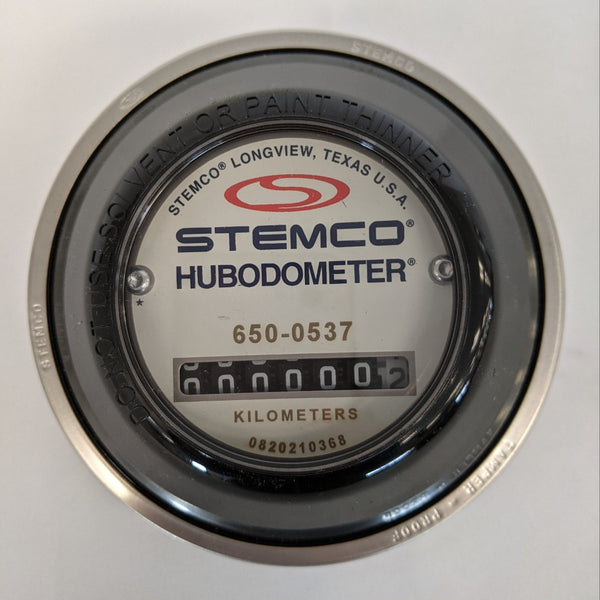 STEMCO
DO NOT USE SOLVENT OR PAINT THINNER
STEMCO® LONGVIEW, TEXAS U.S.A.
STEMCO®
HUBODOMETER®
*
650-0537
000000
KILOMETERS
0820210368
STEMCO
TAMPER - PROOF